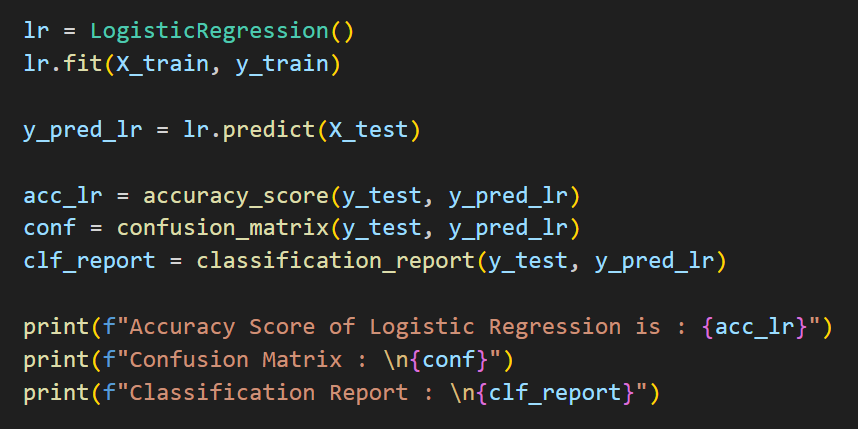 lr = LogisticRegression()
lr.fit(X_train, y_train)
y_pred_lr = lr.predict(X_test)
acc_lr = accuracy_score(y_test, y_pred_lr)
conf = confusion_matrix(y_test, y_pred_lr)
clf_report = classification_report(y_test, y_pred_lr)
print(f"Accuracy Score of Logistic Regression is : {acc_lr}")
print(f"Confusion Matrix : \n{conf}")
print(f"Classification Report : \n{clf_report}")